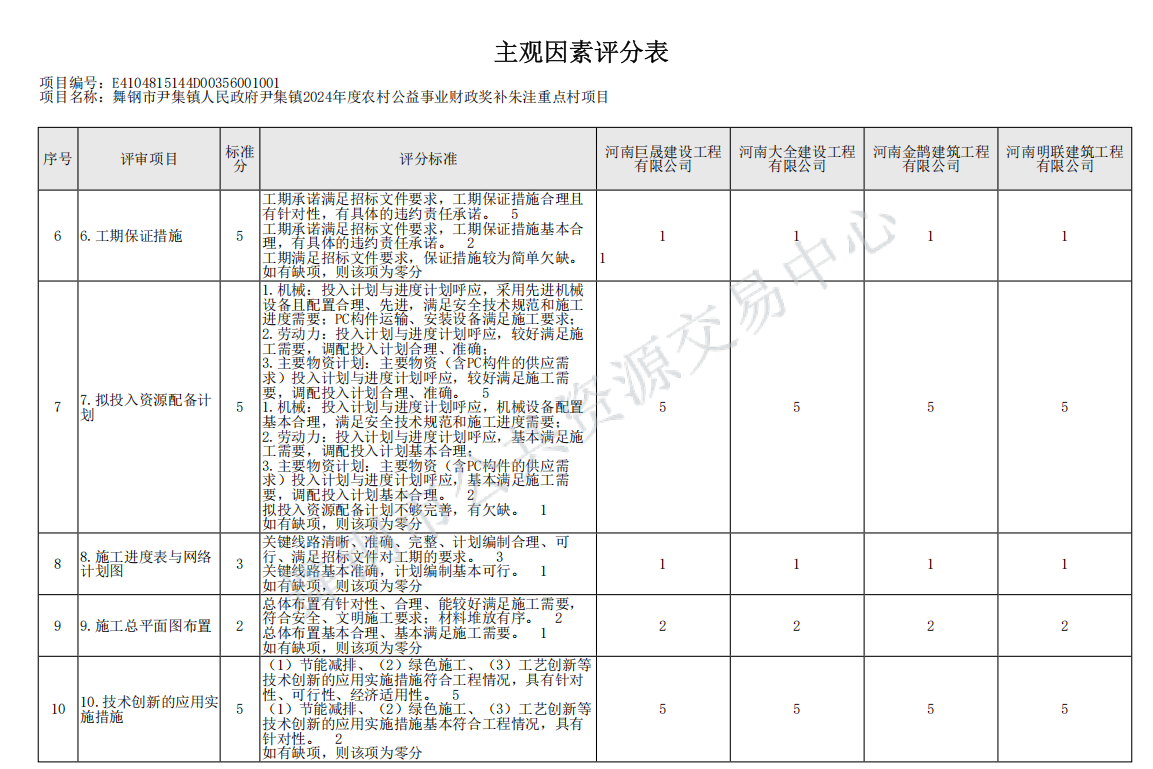 主观因素评分表
项目编号：E4104815144D00356001001
项目名称：舞钢市尹集镇人民政府尹集镇2024年度农村公益事业财政奖补朱洼重点村项目
序号
评审项目
标准
分
评分标准
河南巨晟建设工程
有限公司
河南大全建设工程
有限公司
河南金鹊建筑工程
有限公司
河南明联建筑工程
有限公司
6
6.工期保证措施
5
工期承诺满足招标文件要求，工期保证措施合理且
有针对性，有具体的违约责任承诺。 5
工期承诺满足招标文件要求，工期保证措施基本合
理，有具体的违约责任承诺。 2
工期满足招标文件要求，保证措施较为简单欠缺。 1
如有缺项，则该项为零分
1
1
1
1
7
7.拟投入资源配备计
划
5
1.机械：投入计划与进度计划呼应，采用先进机械
设备且配置合理、先进，满足安全技术规范和施工
进度需要；PC构件运输、安装设备满足施工要求；
2.劳动力：投入计划与进度计划呼应，较好满足施
工需要，调配投入计划合理、准确；
3.主要物资计划：主要物资（含PC构件的供应需
求）投入计划与进度计划呼应，较好满足施工需
要，调配投入计划合理、准确。 5
1.机械：投入计划与进度计划呼应，机械设备配置
基本合理，满足安全技术规范和施工进度需要；
2.劳动力：投入计划与进度计划呼应，基本满足施
工需要，调配投入计划基本合理；
3.主要物资计划：主要物资（含PC构件的供应需
求）投入计划与进度计划呼应，基本满足施工需
要，调配投入计划基本合理。 2
拟投入资源配备计划不够完善，有欠缺。 1
如有缺项，则该项为零分
5
5
5
5
8
8.施工进度表与网络
计划图
3
关键线路清晰、准确、完整、计划编制合理、可
行、满足招标文件对工期的要求。 3
关键线路基本准确，计划编制基本可行。 1
如有缺项，则该项为零分
1
1
1
1
9
9.施工总平面图布置
2
总体布置有针对性、合理、能较好满足施工需要，
符合安全、文明施工要求；材料堆放有序。 2
总体布置基本合理、基本满足施工需要。 1
如有缺项，则该项为零分
2
2
2
2
10
10.技术创新的应用实
施措施
5
（1）节能减排、（2）绿色施工、（3）工艺创新等
技术创新的应用实施措施符合工程情况，具有针对
性、可行性、经济适用性。 5
（1）节能减排、（2）绿色施工、（3）工艺创新等
技术创新的应用实施措施基本符合工程情况，具有
针对性。 2
如有缺项，则该项为零分
5
5
5
5
舞钢市公共资源交易中心